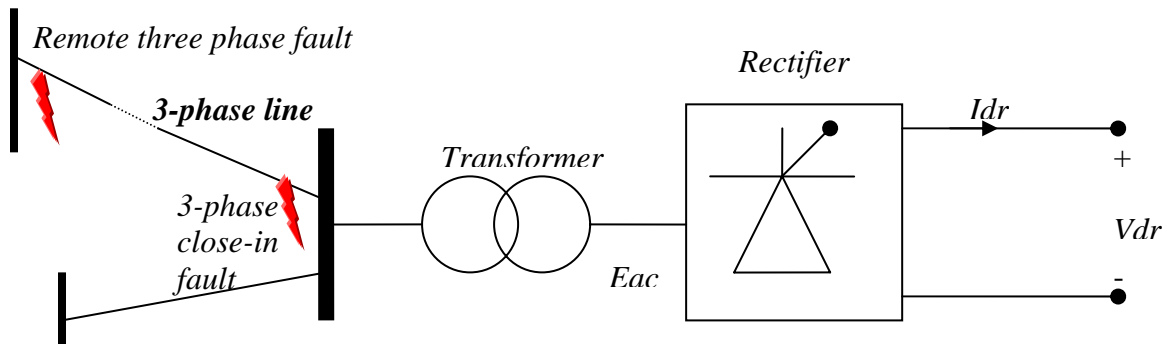 Remote three phase fault
3-phase line
3-phase
close-in
fault
Transformer
Eac
Rectifier
Idr
+
Vdr
-